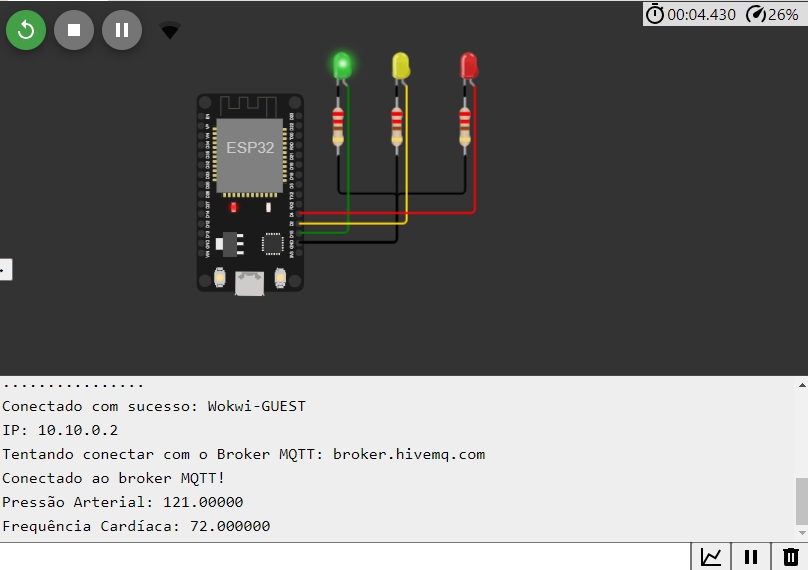 00:04.430 26%
ESP32
................
Conectado com sucesso: Wokwi-GUEST
IP: 10.10.0.2
Tentando conectar com o Broker MQTT: broker.hivemq.com
Conectado ao broker MQTT!
Pressão Arterial: 121.00000
Frequência Cardíaca: 72.000000